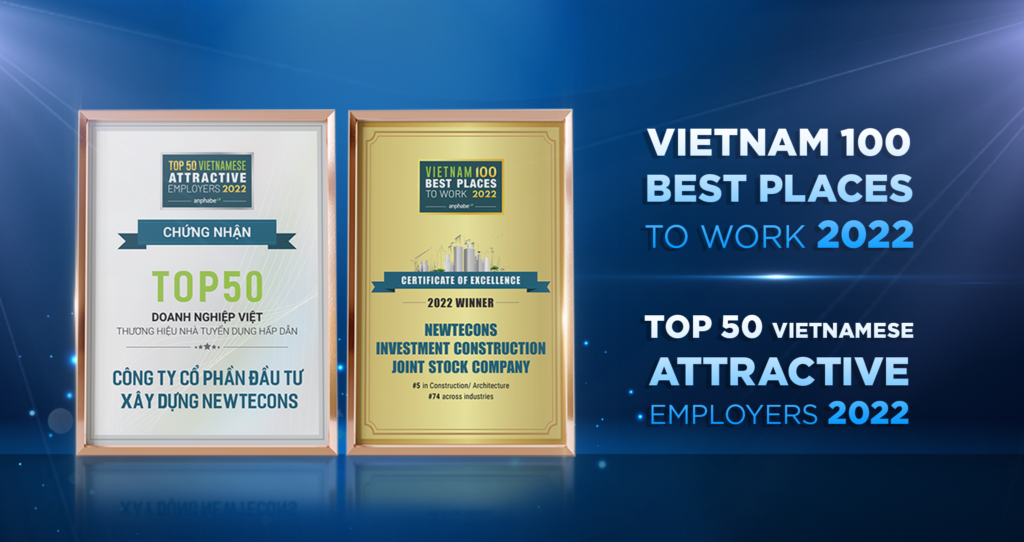 TOP 50 VIETNAMESE
ATTRACTIVE
EMPLOYERS 2022
anphabe
CHỨNG NHẬN
TOP50
DOANH NGHIỆP VIỆT
THƯƠNG HIỆU NHÀ TUYỂN DỤNG HẤP DẪN
CÔNG TY CỔ PHẦN ĐẦU TƯ
XÂY DỰNG NEWTECONS
VIETNAM 100
BEST PLACES
TO WORK 2022
anphabe
CERTIFICATE OF EXCELLENCE
2022 WINNER
NEWTECONS
INVESTMENT CONSTRUCTION
JOINT STOCK COMPANY
#5 in Construction/ Architecture
#74 across industries
VIETNAM 100
BEST PLACES
TO WORK 2022
TOP 50 VIETNAMESE
ATTRACTIVE
EMPLOYERS 2022